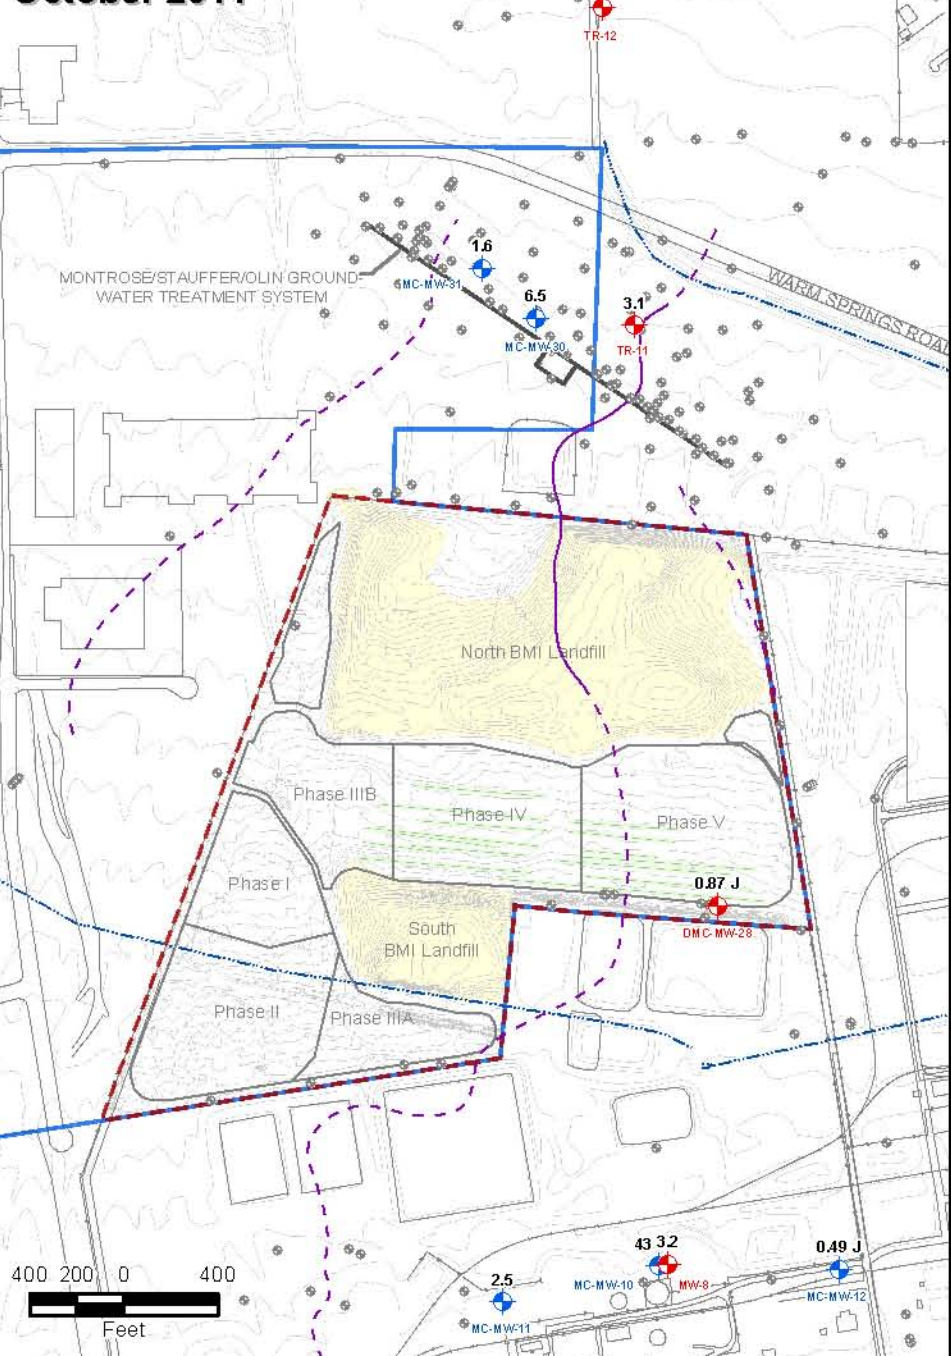 October 2011
TR-12
1.6
MONTROSE/STAUFFER/OLIN GROUND-
WATER TREATMENT SYSTEM
MC-MW-31
WARM SPRINGS ROAD
6.5
3.1
MC-MW-30
TR-11
North BMI Landfill
Phase IIIB
Phase IV
Phase V
Phase I
0.87 J
DMC-MW-28
South
BMI Landfill
Phase II
Phase IIIA
43 3.2
0.49 J
400 200 0 400
2.5
MC-MW-10
MW-8
MC-MW-12
Feet
MC-MW-11